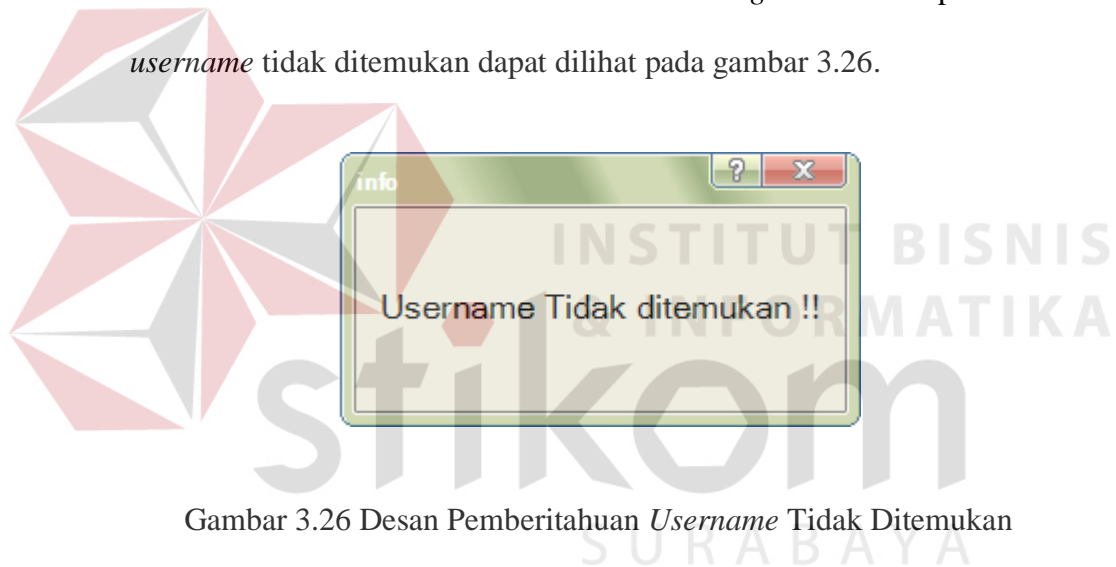 username tidak ditemukan dapat dilihat pada gambar 3.26.
info
? x
Username Tidak ditemukan !!
INSTITUT BISNIS
& INFORMATIKA
stikom
SURABAYA
Gambar 3.26 Desan Pemberitahuan Username Tidak Ditemukan